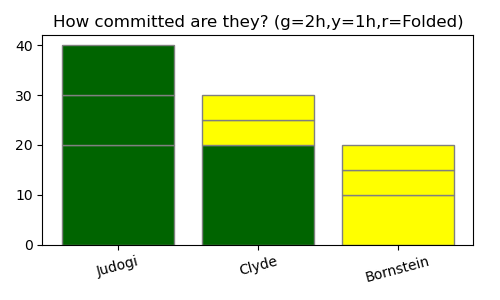 How committed are they? (g=2h,y=1h,r=Folded)
40
30
20
10
0
Judogi
Clyde
Bornstein